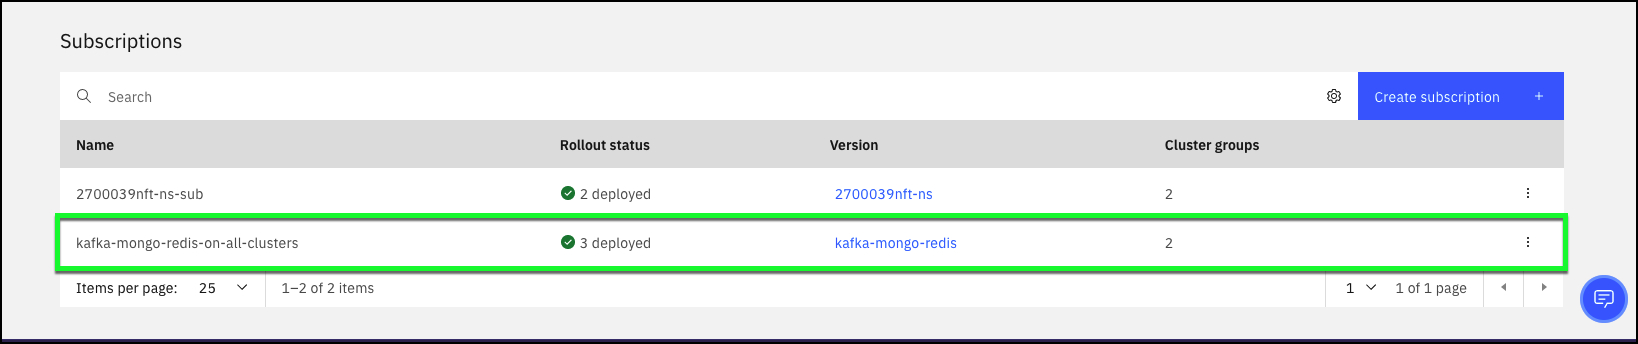 Subscriptions
Search
Create subscription +
Name Rollout status Version Cluster groups
2700039nft-ns-sub 2 deployed 2700039nft-ns 2
kafka-mongo-redis-on-all-clusters 3 deployed kafka-mongo-redis 2
Items per page: 25 1–2 of 2 items 1 1 of 1 page